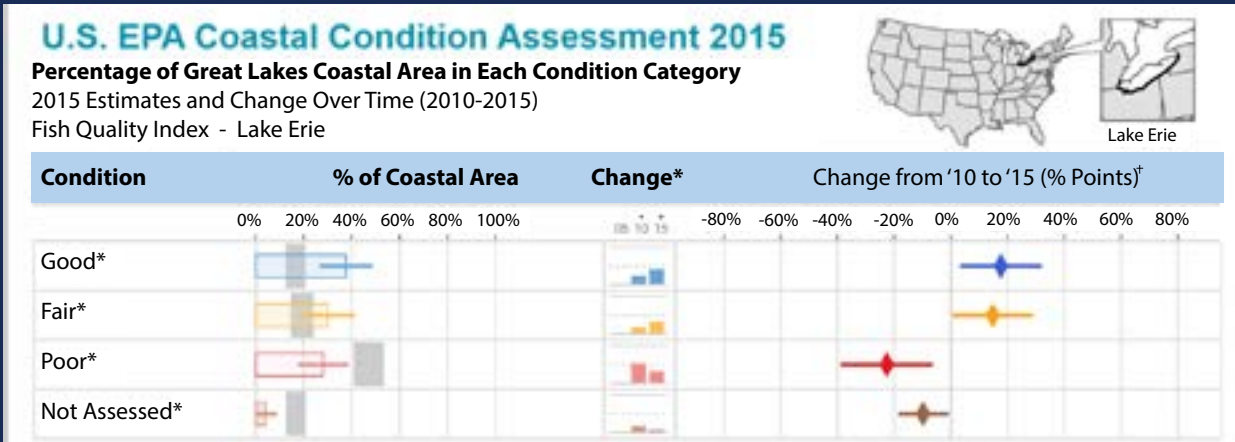 U.S. EPA Coastal Condition Assessment 2015
Percentage of Great Lakes Coastal Area in Each Condition Category
2015 Estimates and Change Over Time (2010-2015)
Fish Quality Index - Lake Erie
Lake Erie
Condition % of Coastal Area Change* Change from ‘10 to ‘15 (% Points)†
0% 20% 40% 60% 80% 100% 05 10 15 -80% -60% -40% -20% 0% 20% 40% 60% 80%
Good*
Fair*
Poor*
Not Assessed*